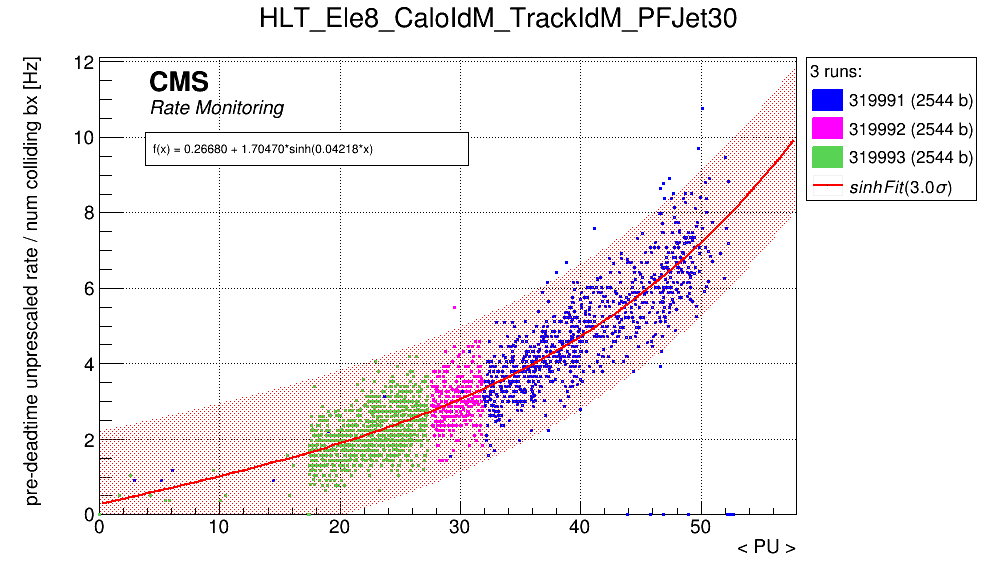 HLT_Ele8_CaloIdM_TrackIdM_PFJet30
pre-deadtime unprescaled rate / num colliding bx [Hz]
CMS
Rate Monitoring
f(x) = 0.26680 + 1.70470*sinh(0.04218*x)
3 runs:
319991 (2544 b)
319992 (2544 b)
319993 (2544 b)
sinhFit(3.0σ)
12
10
8
6
4
2
0
0 10 20 30 40 50
< PU >